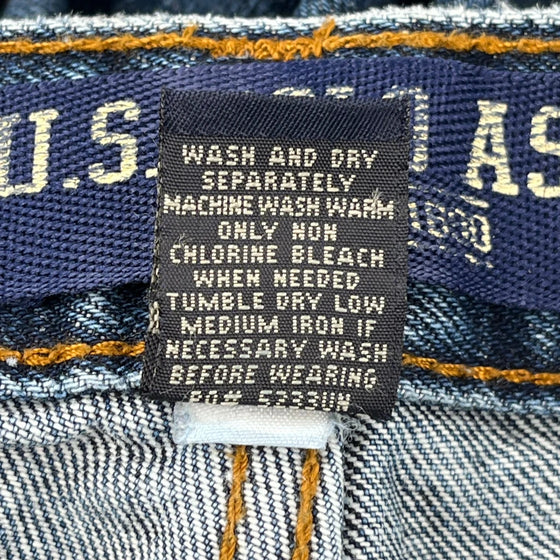 U.S. POLO AS
WASH AND DRY
SEPARATELY
MACHINE WASH WARM
ONLY NON
CHLORINE BLEACH
WHEN NEEDED
TUMBLE DRY LOW
MEDIUM IRON IF
NECESSARY WASH
BEFORE WEARING